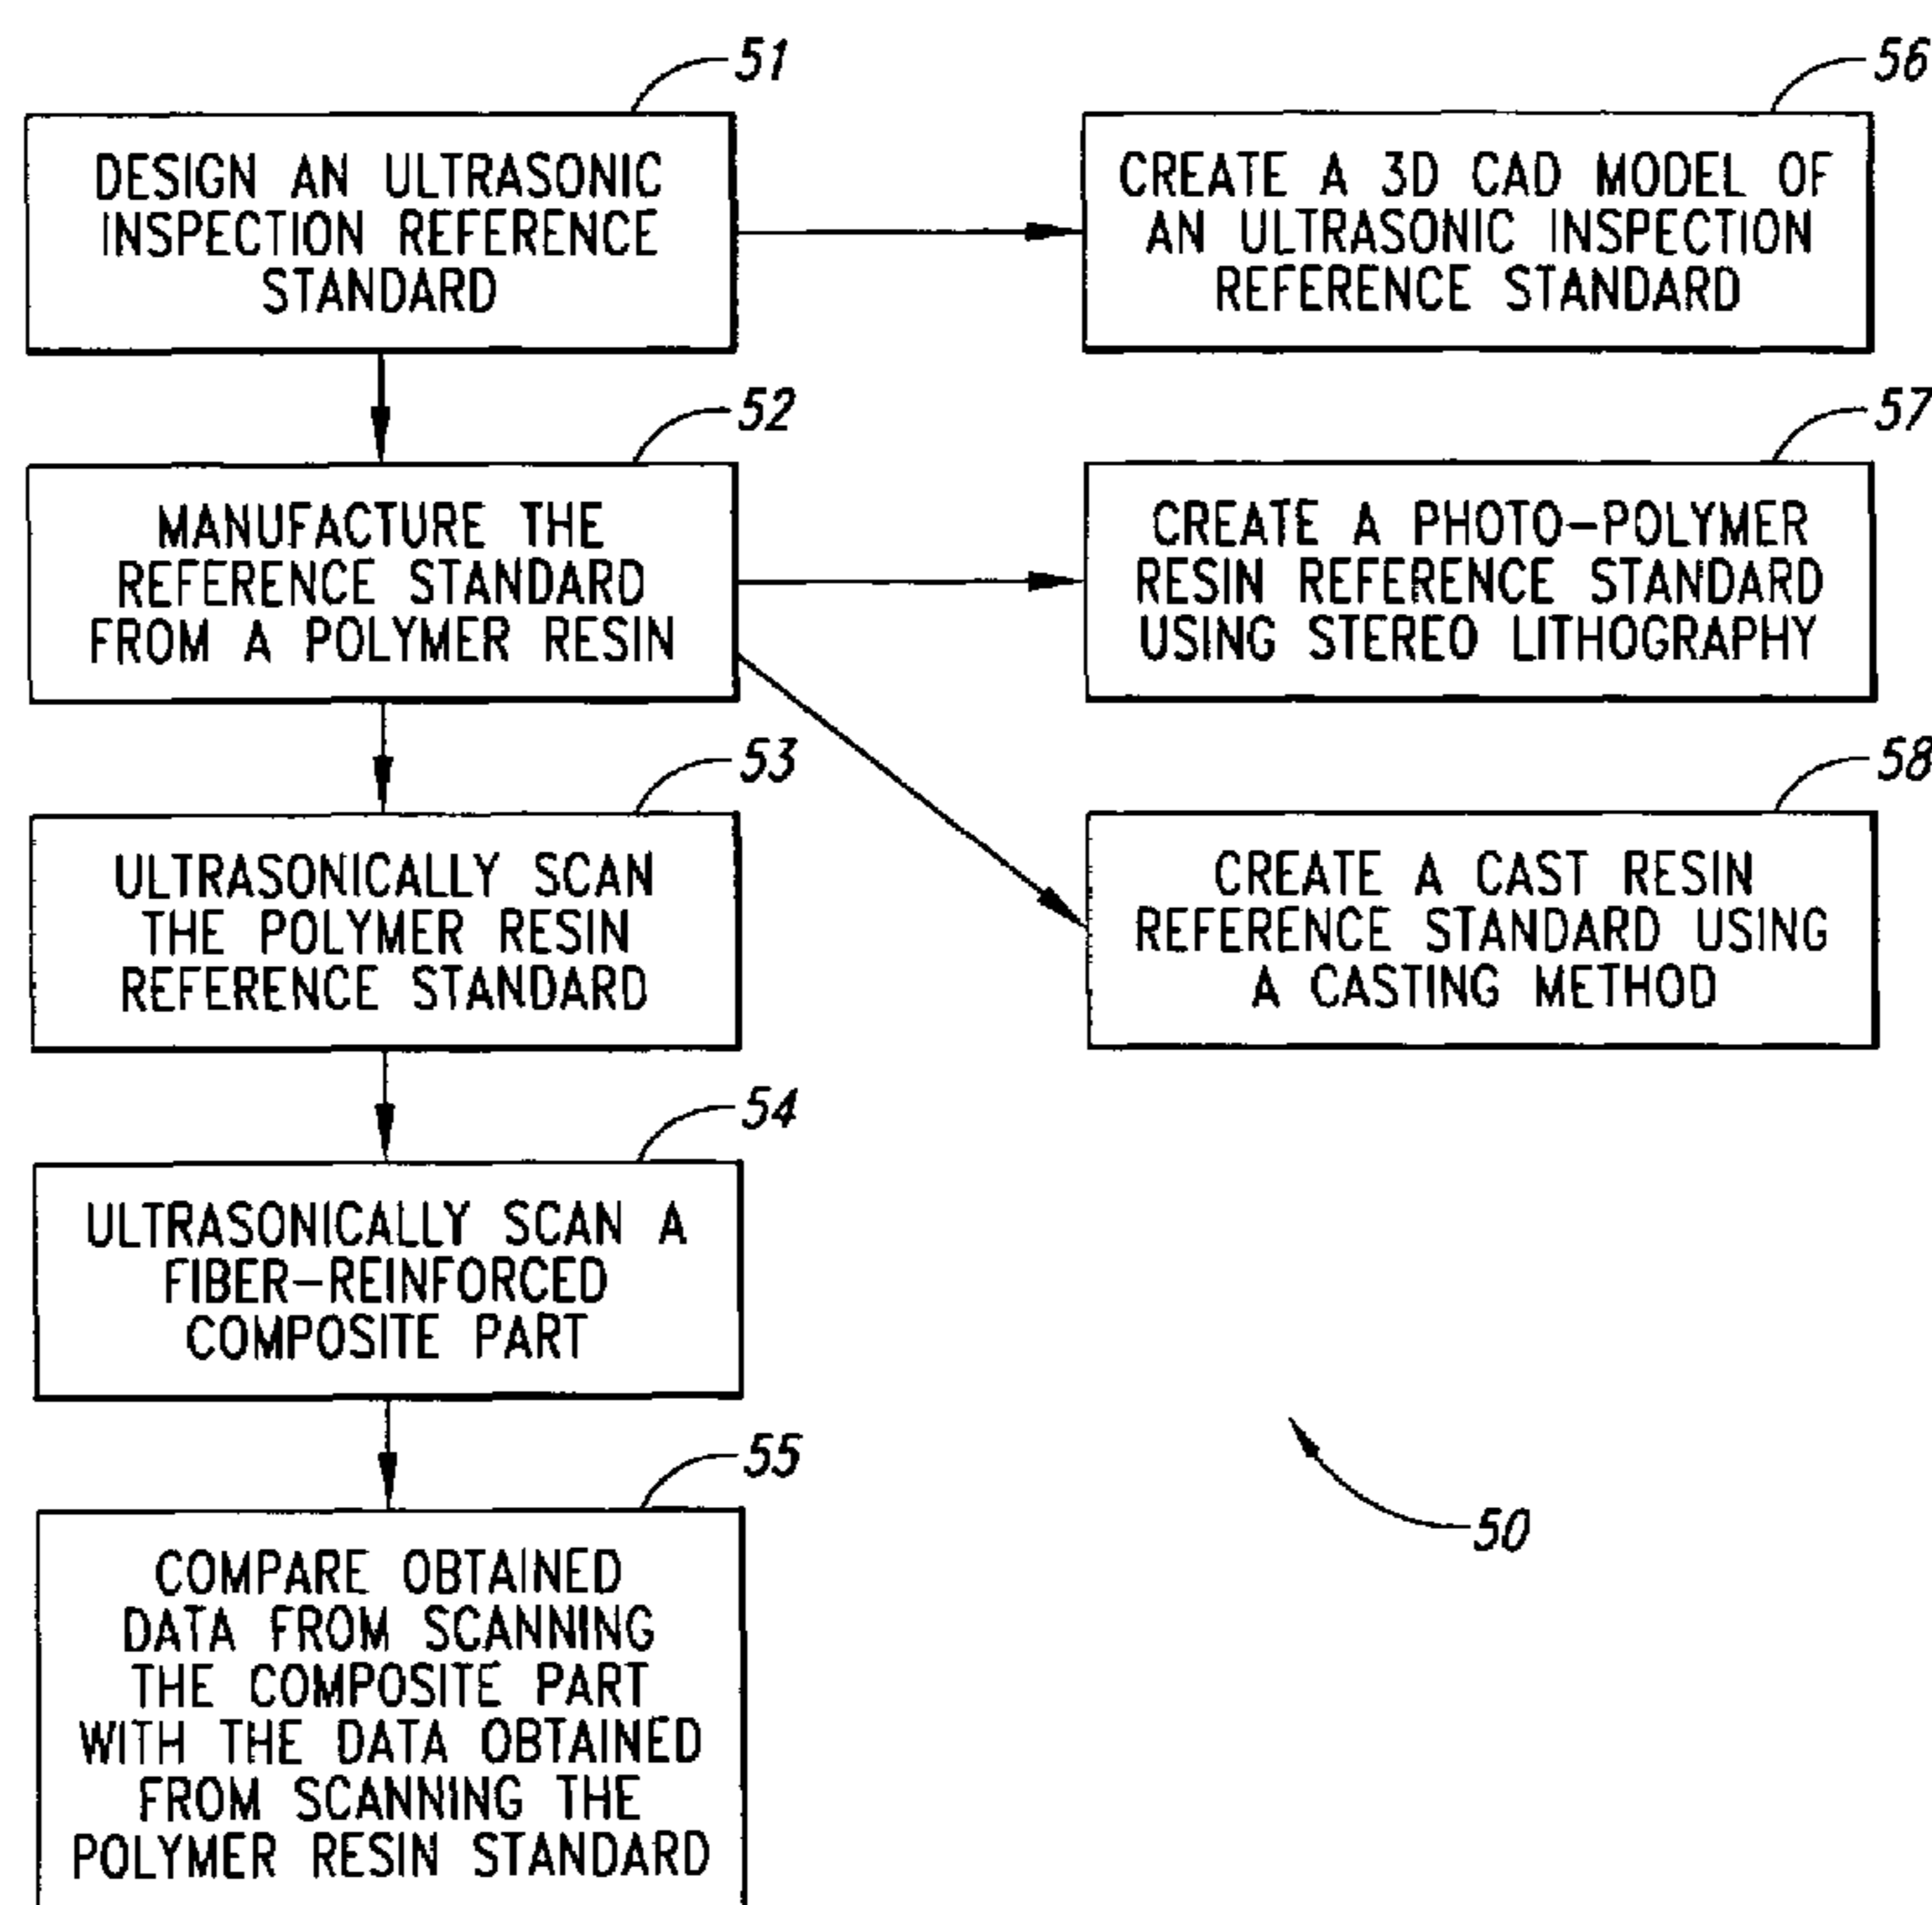 51
DESIGN AN ULTRASONIC
INSPECTION REFERENCE
STANDARD
56
CREATE A 3D CAD MODEL OF
AN ULTRASONIC INSPECTION
REFERENCE STANDARD
52
MANUFACTURE THE
REFERENCE STANDARD
FROM A POLYMER RESIN
57
CREATE A PHOTO-POLYMER
RESIN REFERENCE STANDARD
USING STEREO LITHOGRAPHY
53
ULTRASONICALLY SCAN
THE POLYMER RESIN
REFERENCE STANDARD
58
CREATE A CAST RESIN
REFERENCE STANDARD USING
A CASTING METHOD
54
ULTRASONICALLY SCAN A
FIBER-REINFORCED
COMPOSITE PART
55
COMPARE OBTAINED
DATA FROM SCANNING
THE COMPOSITE PART
WITH THE DATA OBTAINED
FROM SCANNING THE
POLYMER RESIN STANDARD
50